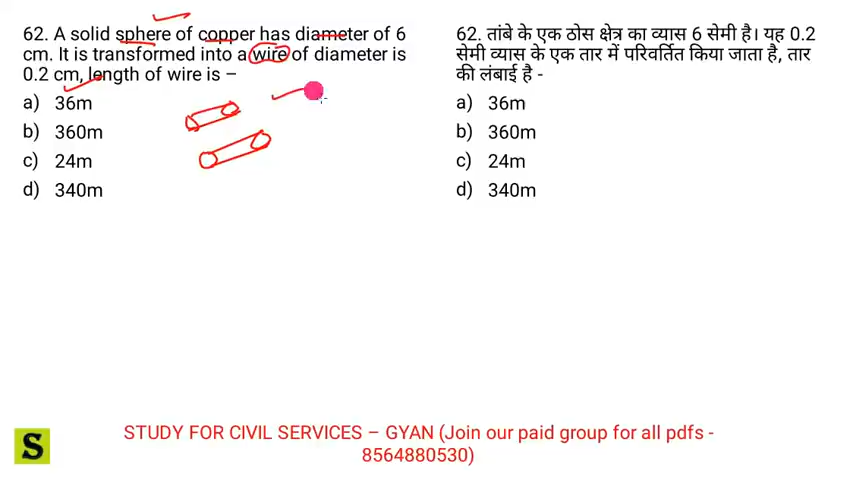 62. A solid sphere of copper has diameter of 6
cm. It is transformed into a wire of diameter is
0.2 cm, length of wire is –
a) 36m
b) 360m
c) 24m
d) 340m
62. तांबे के एक ठोस क्षेत्र का व्यास 6 सेमी है। यह 0.2
सेमी व्यास के एक तार में परिवर्तित किया जाता है, तार
की लंबाई है -
a) 36m
b) 360m
c) 24m
d) 340m
S
STUDY FOR CIVIL SERVICES – GYAN (Join our paid group for all pdfs -
8564880530)